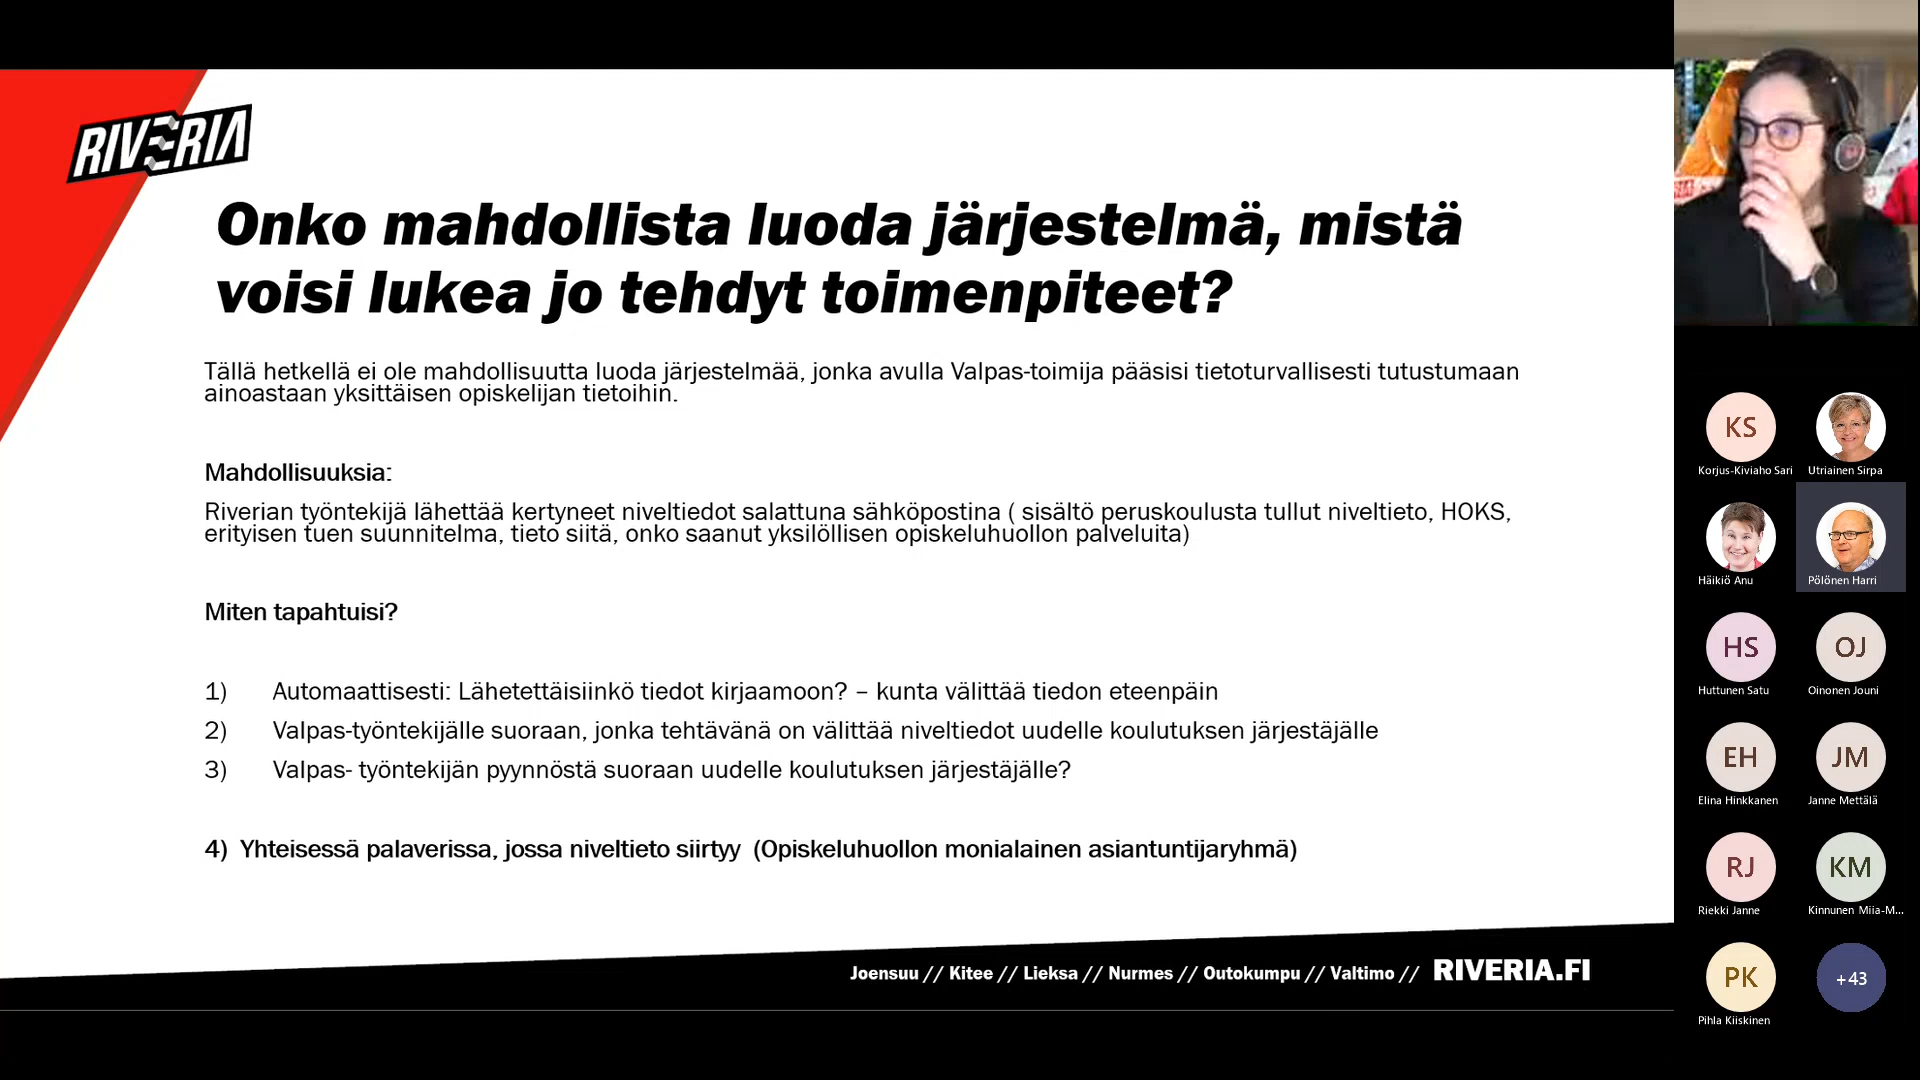 RIVERIA
Onko mahdollista luoda järjestelmä, mistä
voisi lukea jo tehdyt toimenpiteet?
Tällä hetkellä ei ole mahdollisuutta luoda järjestelmää, jonka avulla Valpas-toimija pääsisi tietoturvallisesti tutustumaan
ainoastaan yksittäisen opiskelijan tietoihin.
Mahdollisuuksia:
Riverian työntekijä lähettää kertyneet niveltiedot salattuna sähköpostina ( sisältö peruskoulusta tullut niveltieto, HOKS,
erityisen tuen suunnitelma, tieto siitä, onko saanut yksilöllisen opiskeluhuollon palveluita)
Miten tapahtuisi?
1) Automaattisesti: Lähetettäisiinkö tiedot kirjaamoon? – kunta välittää tiedon eteenpäin
2) Valpas-työntekijälle suoraan, jonka tehtävänä on välittää niveltiedot uudelle koulutuksen järjestäjälle
3) Valpas- työntekijän pyynnöstä suoraan uudelle koulutuksen järjestäjälle?
4) Yhteisessä palaverissa, jossa niveltieto siirtyy (Opiskeluhuollon monialainen asiantuntijaryhmä)
Joensuu // Kitee // Lieksa // Nurmes // Outokumpu // Valtimo // RIVERIA.FI
KS
Korjus-Kiviaho Sari
Utriainen Sirpa
Häikiö Anu
Pölönen Harri
HS
OJ
Huttunen Satu
Oinonen Jouni
EH
JM
Elina Hinkkanen
Janne Mettälä
RJ
KM
Riekki Janne
Kinnunen Miia-M...
PK
+43
Pihla Kiiskinen